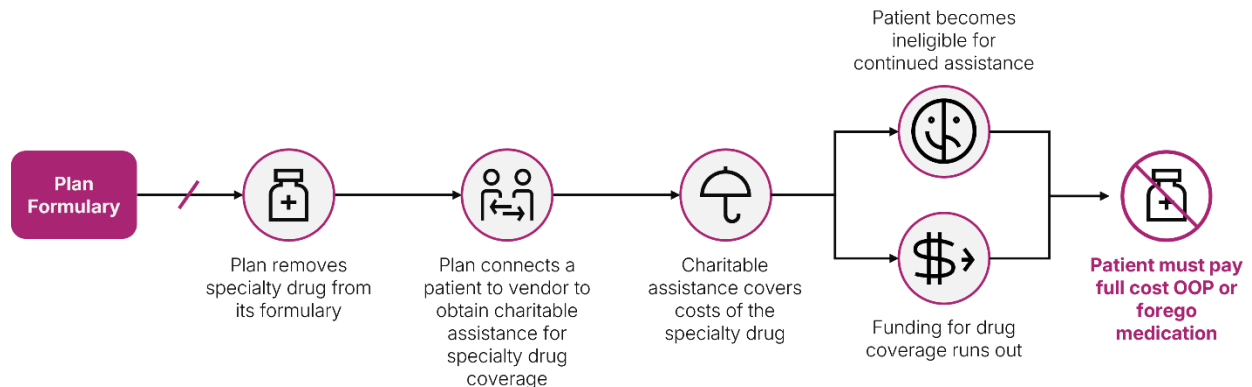 Plan
Formulary
Plan removes
specialty drug from
its formulary
Plan connects a
patient to vendor to
obtain charitable
assistance for
specialty drug
coverage
Charitable
assistance covers
costs of the
specialty drug
Patient becomes
ineligible for
continued assistance
Funding for drug
coverage runs out
Patient must pay
full cost OOP or
forego
medication